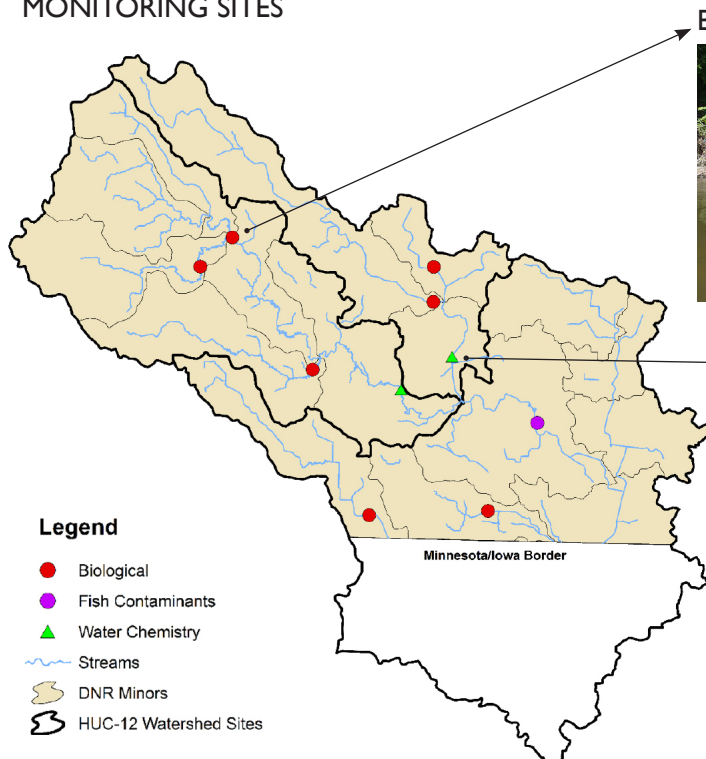 MONITORING SITES
Minnesota/Iowa Border
Legend
Biological
Fish Contaminants
Water Chemistry
Streams
DNR Minors
HUC-12 Watershed Sites